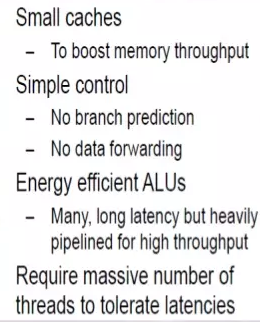 Small caches
– To boost memory throughput
Simple control
– No branch prediction
– No data forwarding
Energy efficient ALUs
– Many, long latency but heavily
pipelined for high throughput
Require massive number of
threads to tolerate latencies